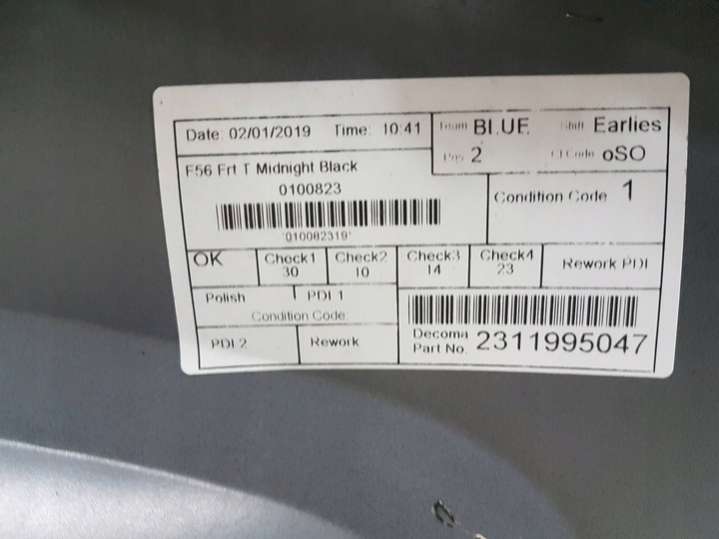 Date: 02/01/2019 Time: 10:41 Team BLUE Shift Earlies
Pos 2 oSO
F56 Frt T Midnight Black
0100823
Condition Code 1
*010082319*
OK Check1 30 Check2 10 Check3 14 Check4 23 Rework PDI
Polish PDI 1
Condition Code:
PDI 2 Rework
Decoma Part No. 2311995047